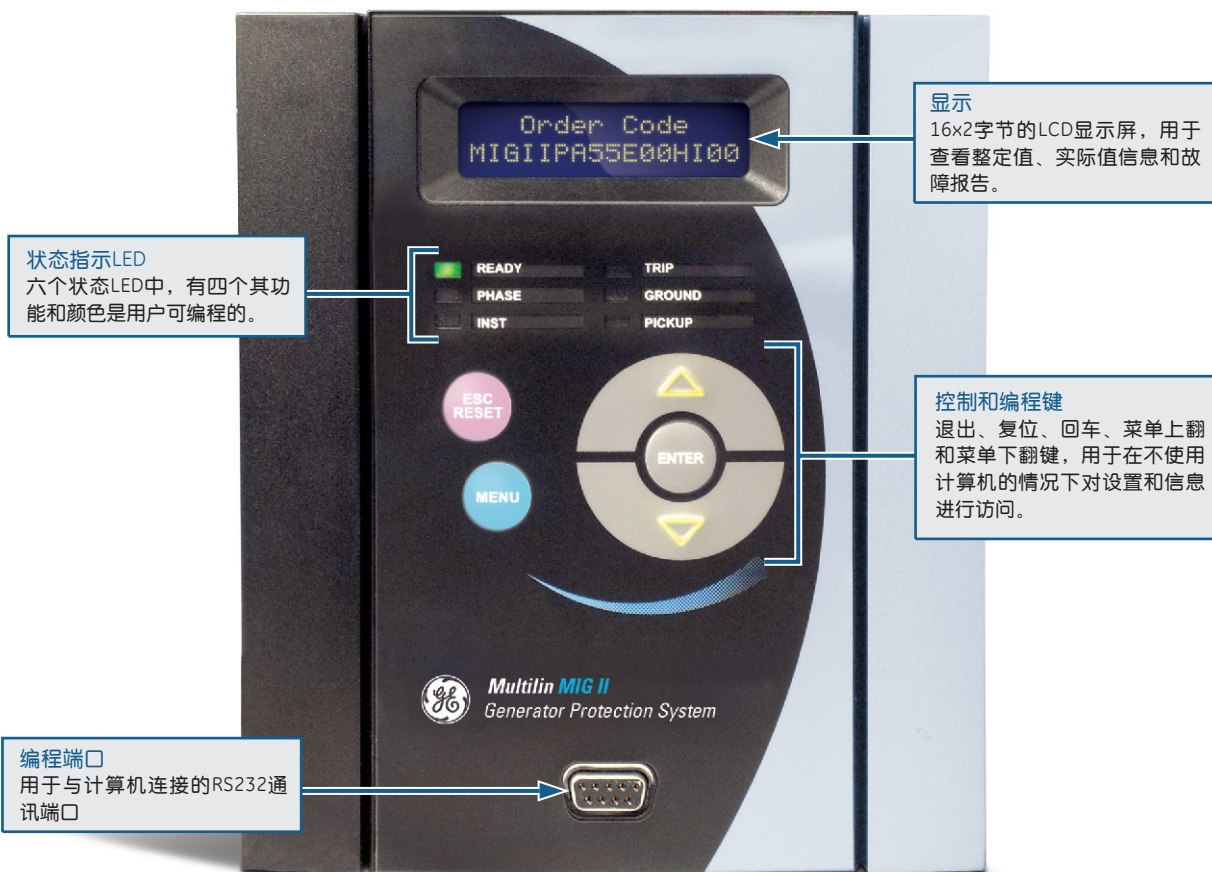 Order Code
MIGIIPA55E00HI00
显示
16x2字节的LCD显示屏，用于
查看整定值、实际值信息和故
障报告。
状态指示LED
六个状态LED中，有四个其功
能和颜色是用户可编程的。
READY
TRIP
PHASE
GROUND
INST
PICKUP
ESC
RESET
ENTER
MENU
控制和编程键
退出、复位、回车、菜单上翻
和菜单下翻键，用于在不使用
计算机的情况下对设置和信息
进行访问。
GE
Multilin MIG II
Generator Protection System
编程端口
用于与计算机连接的RS232通
讯端口